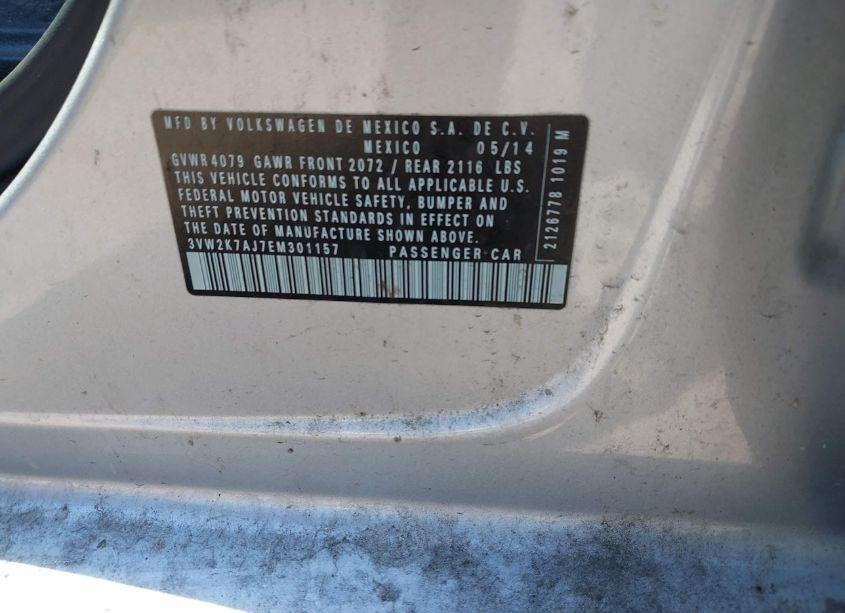 MFD BY VOLKSWAGEN DE MEXICO S.A. DE C.V.
MEXICO 05/14
GVWR 4079 GAWR FRONT 2072 / REAR 2116 LBS
THIS VEHICLE CONFORMS TO ALL APPLICABLE U.S.
FEDERAL MOTOR VEHICLE SAFETY, BUMPER AND
THEFT PREVENTION STANDARDS IN EFFECT ON
THE DATE OF MANUFACTURE SHOWN ABOVE.
3VW2K7AJ7EM301157 PASSENGER CAR
21267781019 M